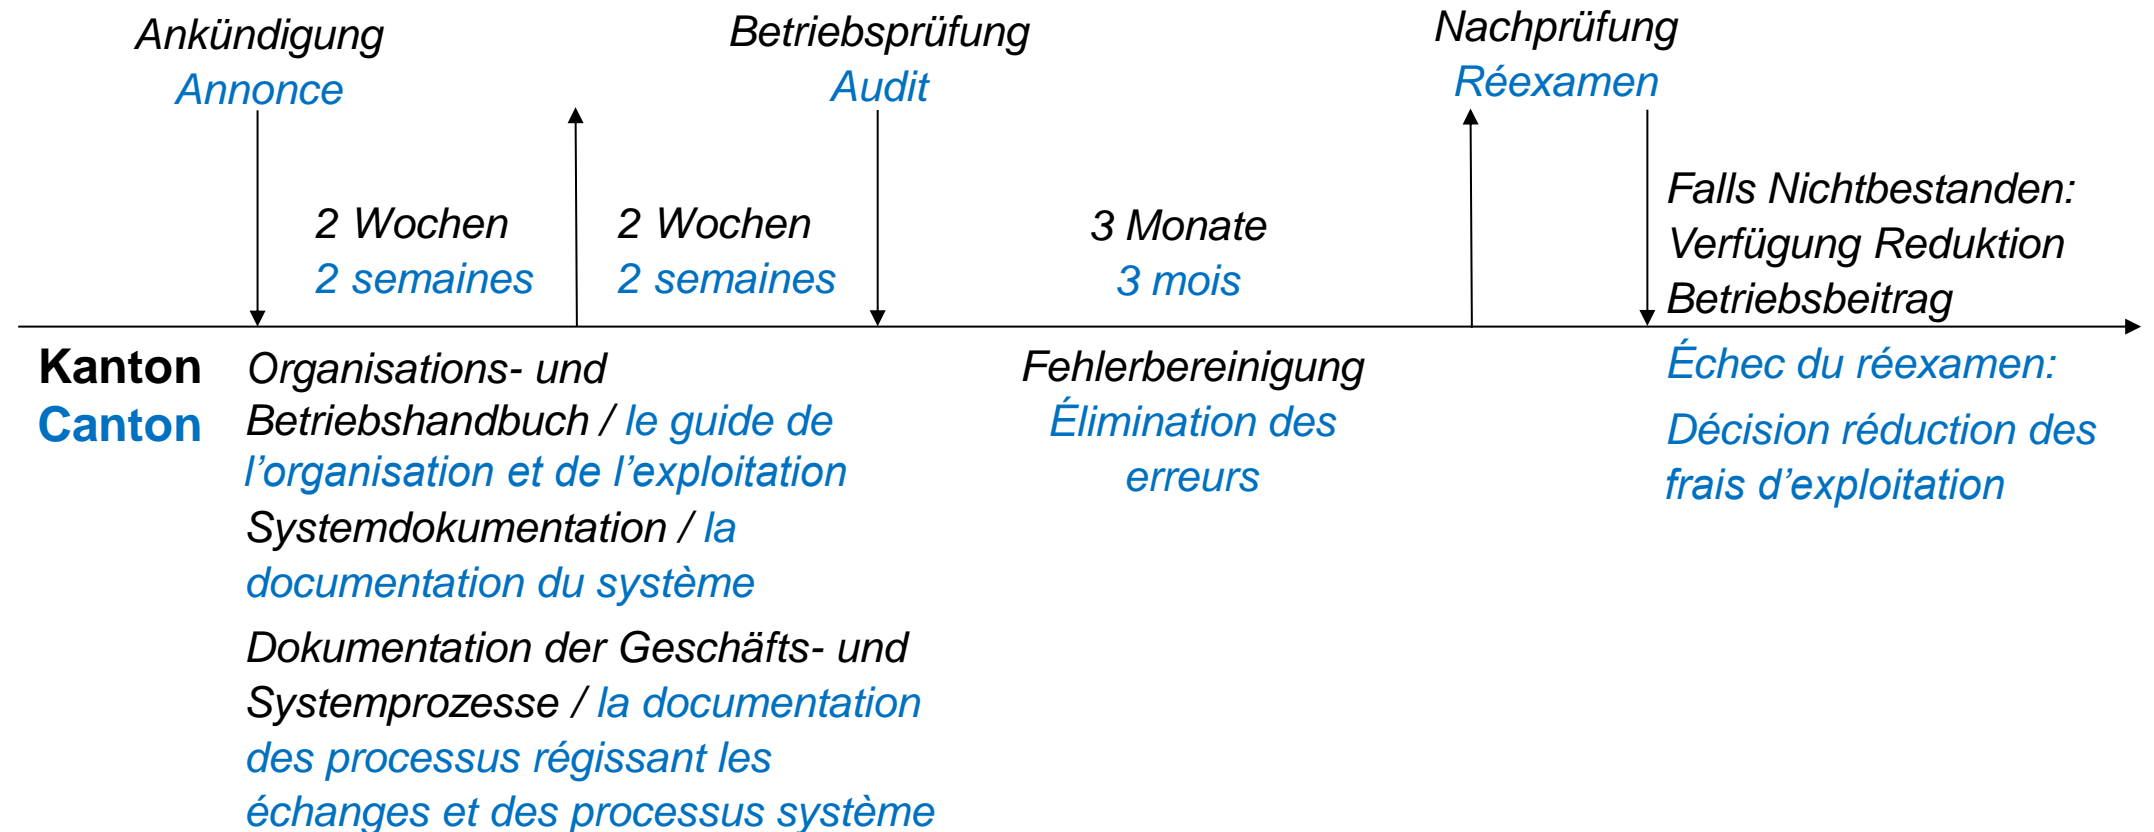 Ankündigung
Annonce
Betriebsprüfung
Audit
Nachprüfung
Réexamen
2 Wochen
2 semaines
2 Wochen
2 semaines
3 Monate
3 mois
Falls Nichtbestanden:
Verfügung Reduktion
Betriebsbeitrag
Kanton
Canton
Organisations- und
Betriebshandbuch / le guide de
l’organisation et de l’exploitation
Systemdokumentation / la
documentation du système
Dokumentation der Geschäfts- und
Systemprozesse / la documentation
des processus régissant les
échanges et des processus système
Fehlerbereinigung
Élimination des
erreurs
Échec du réexamen:
Décision réduction des
frais d’exploitation